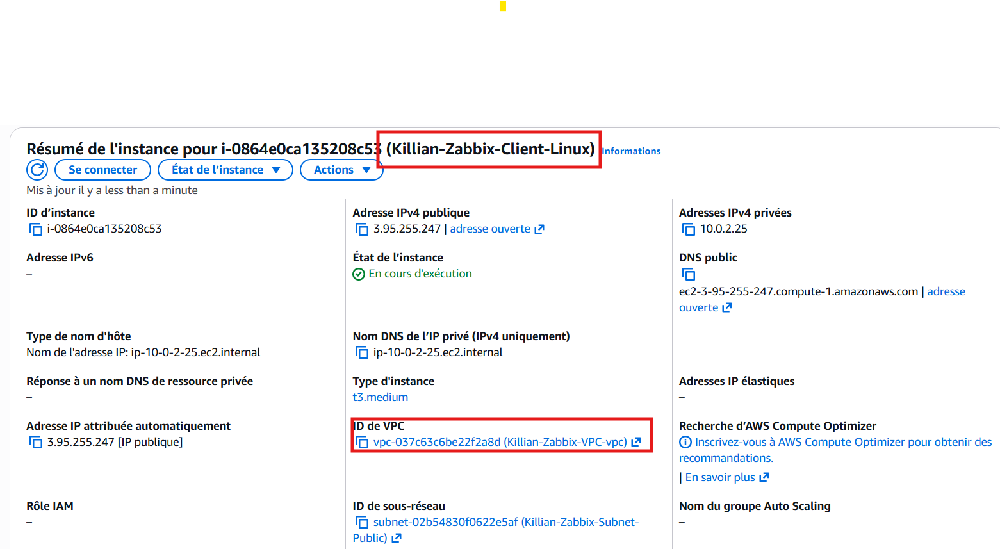 Résumé de l'instance pour i-0864e0ca135208c53 (Killian-Zabbix-Client-Linux) Informations
Se connecter État de l’instance Actions
Mis à jour il y a less than a minute
ID d’instance
i-0864e0ca135208c53
Adresse IPv4 publique
3.95.255.247 | adresse ouverte
Adresses IPv4 privées
10.0.2.25
Adresse IPv6
–
État de l’instance
En cours d'exécution
DNS public
ec2-3-95-255-247.compute-1.amazonaws.com | adresse
ouverte
Type de nom d'hôte
Nom de l'adresse IP: ip-10-0-2-25.ec2.internal
Nom DNS de l’IP privé (IPv4 uniquement)
ip-10-0-2-25.ec2.internal
Réponse à un nom DNS de ressource privée
–
Type d'instance
t3.medium
Adresses IP élastiques
–
Adresse IP attribuée automatiquement
3.95.255.247 [IP publique]
ID de VPC
vpc-037c63c6be22f2a8d (Killian-Zabbix-VPC-vpc)
Recherche d’AWS Compute Optimizer
Inscrivez-vous à AWS Compute Optimizer pour obtenir des
recommandations.
| En savoir plus
Rôle IAM
–
ID de sous-réseau
subnet-02b54830f0622e5af (Killian-Zabbix-Subnet-
Public)
Nom du groupe Auto Scaling
–